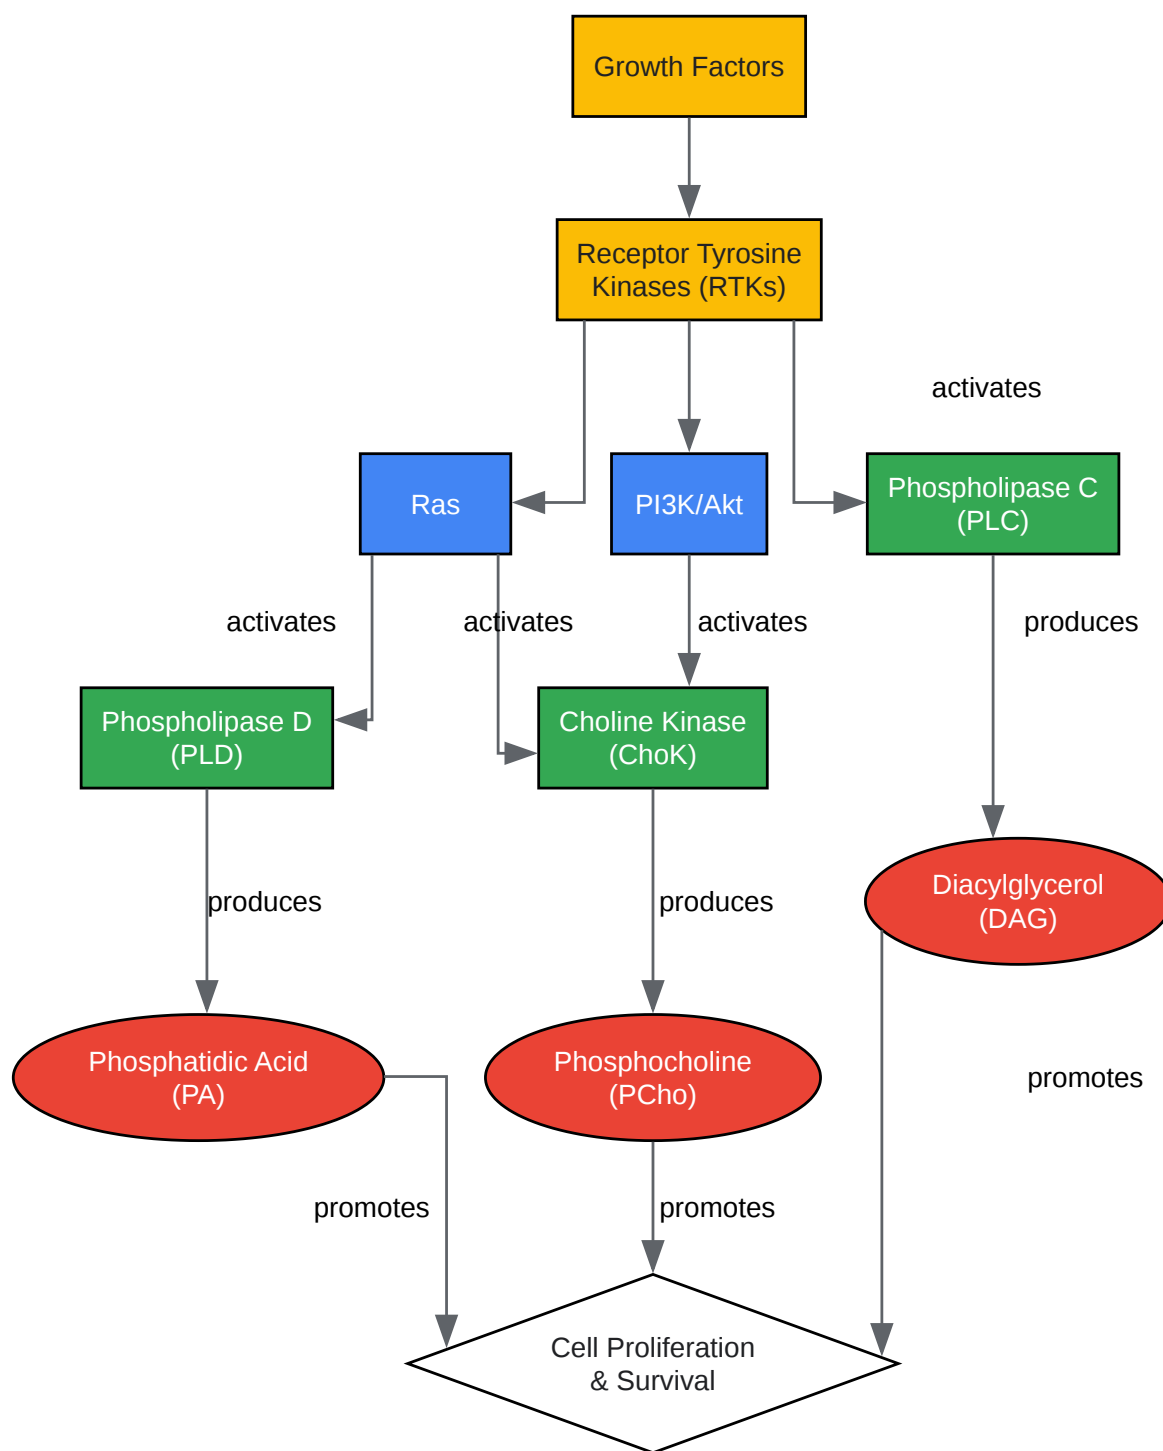 Growth Factors
Receptor Tyrosine
Kinases (RTKs)
activates
Ras
PI3K/Akt
Phospholipase C
(PLC)
activates
activates
activates
produces
Phospholipase D
(PLD)
Choline Kinase
(ChoK)
produces
produces
Diacylglycerol
(DAG)
Phosphatidic Acid
(PA)
Phosphocholine
(PCho)
promotes
promotes
promotes
Cell Proliferation
& Survival